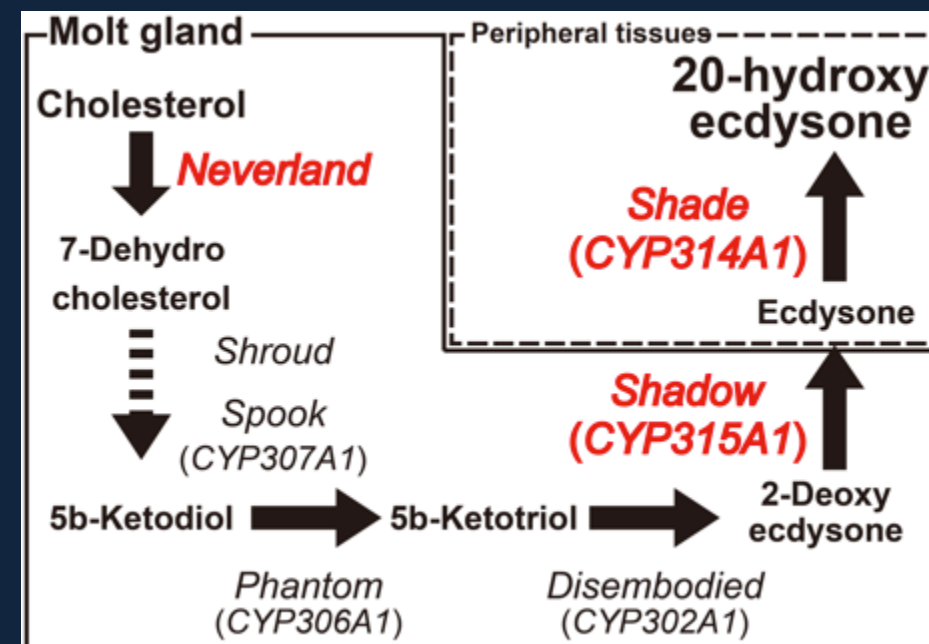 Molt gland
Cholesterol
Neverland
7-Dehydro
cholesterol
Shroud
Spook
(CYP307A1)
5b-Ketodiol
Phantom
(CYP306A1)
5b-Ketotriol
Disembodied
(CYP302A1)
2-Deoxy
ecdysone
Shadow
(CYP315A1)
Peripheral tissues
Ecdysone
Shade
(CYP314A1)
20-hydroxy
ecdysone